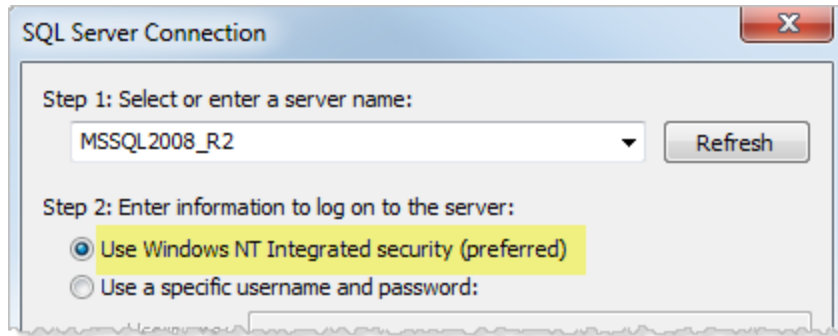 SQL Server Connection
Step 1: Select or enter a server name:
MSSQL2008_R2
Refresh
Step 2: Enter information to log on to the server:
Use Windows NT Integrated security (preferred)
Use a specific username and password: